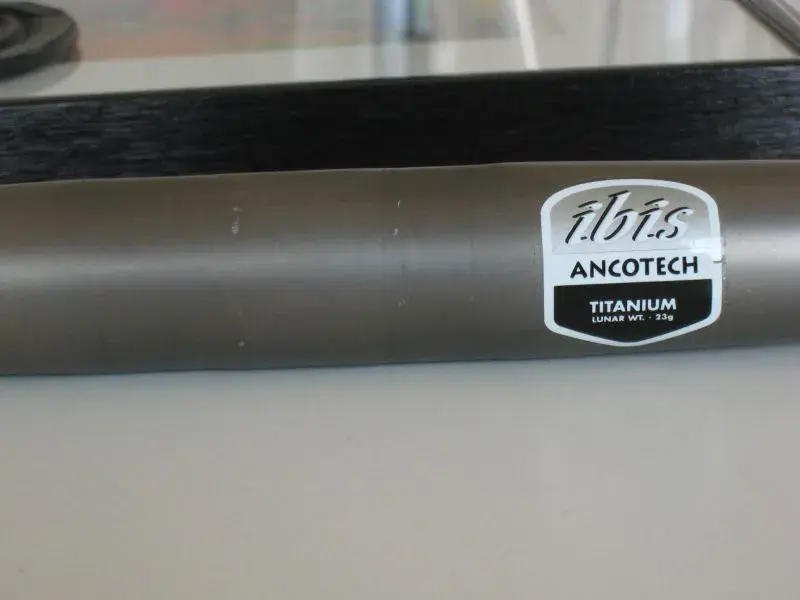 ibis
ANCOTECH
TITANIUM
LUNAR WT. · 23g